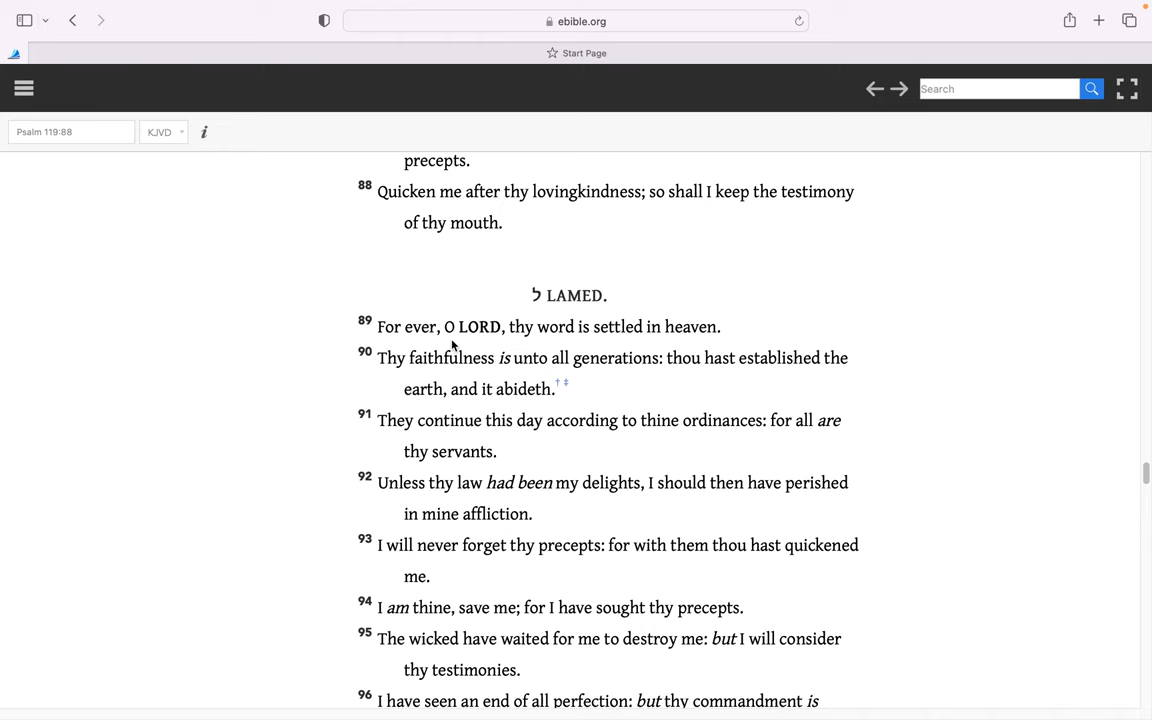 ebible.org
Start Page
Search
Psalm 119:88
KJVD
i
precepts.
88 Quicken me after thy lovingkindness; so shall I keep the testimony
of thy mouth.
ל LAMED.
89 For ever, O LORD, thy word is settled in heaven.
90 Thy faithfulness is unto all generations: thou hast established the
earth, and it abideth.† ‡
91 They continue this day according to thine ordinances: for all are
thy servants.
92 Unless thy law had been my delights, I should then have perished
in mine affliction.
93 I will never forget thy precepts: for with them thou hast quickened
me.
94 I am thine, save me; for I have sought thy precepts.
95 The wicked have waited for me to destroy me: but I will consider
thy testimonies.
96 I have seen an end of all perfection: but thy commandment is